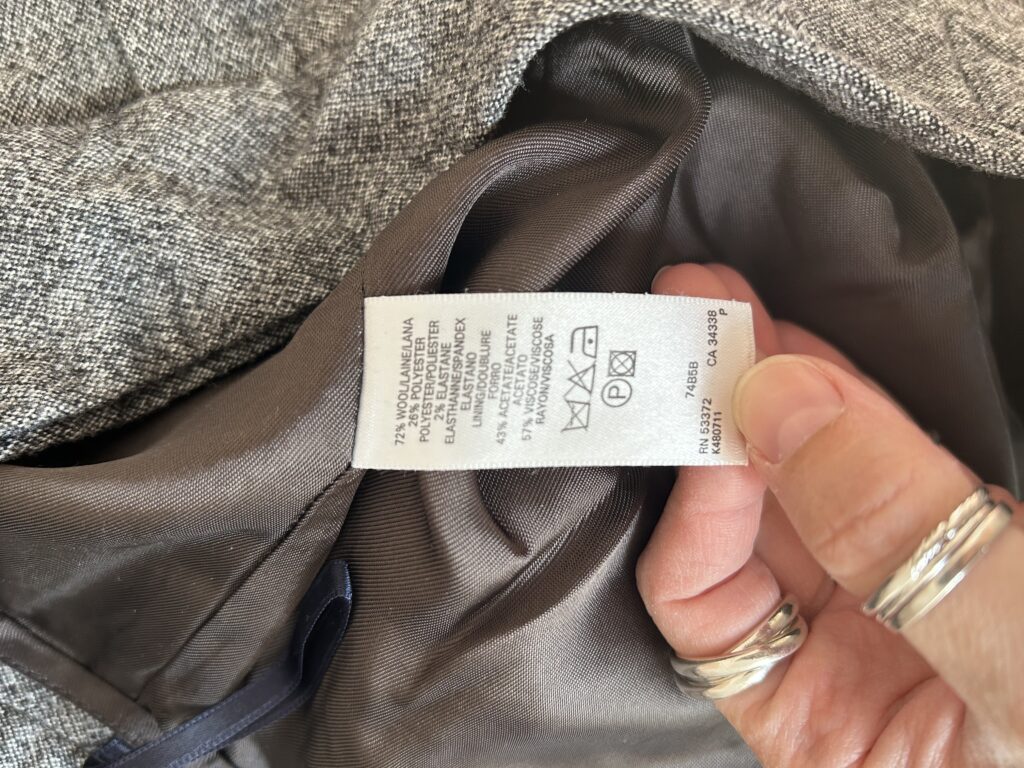 72% WOOL/LAINE/LANA
26% POLYESTER
POLYESTER/POLIESTER
2% ELASTANE
ELASTHANNE/SPANDEX
ELASTANO
LINING/DOUBLURE
FORRO
43% ACETATE/ACETATE
ACETATO
57% VISCOSE/VISCOSE
RAYON/VISCOSA
P
74B5B
RN 53372 CA 34338
K480711 P